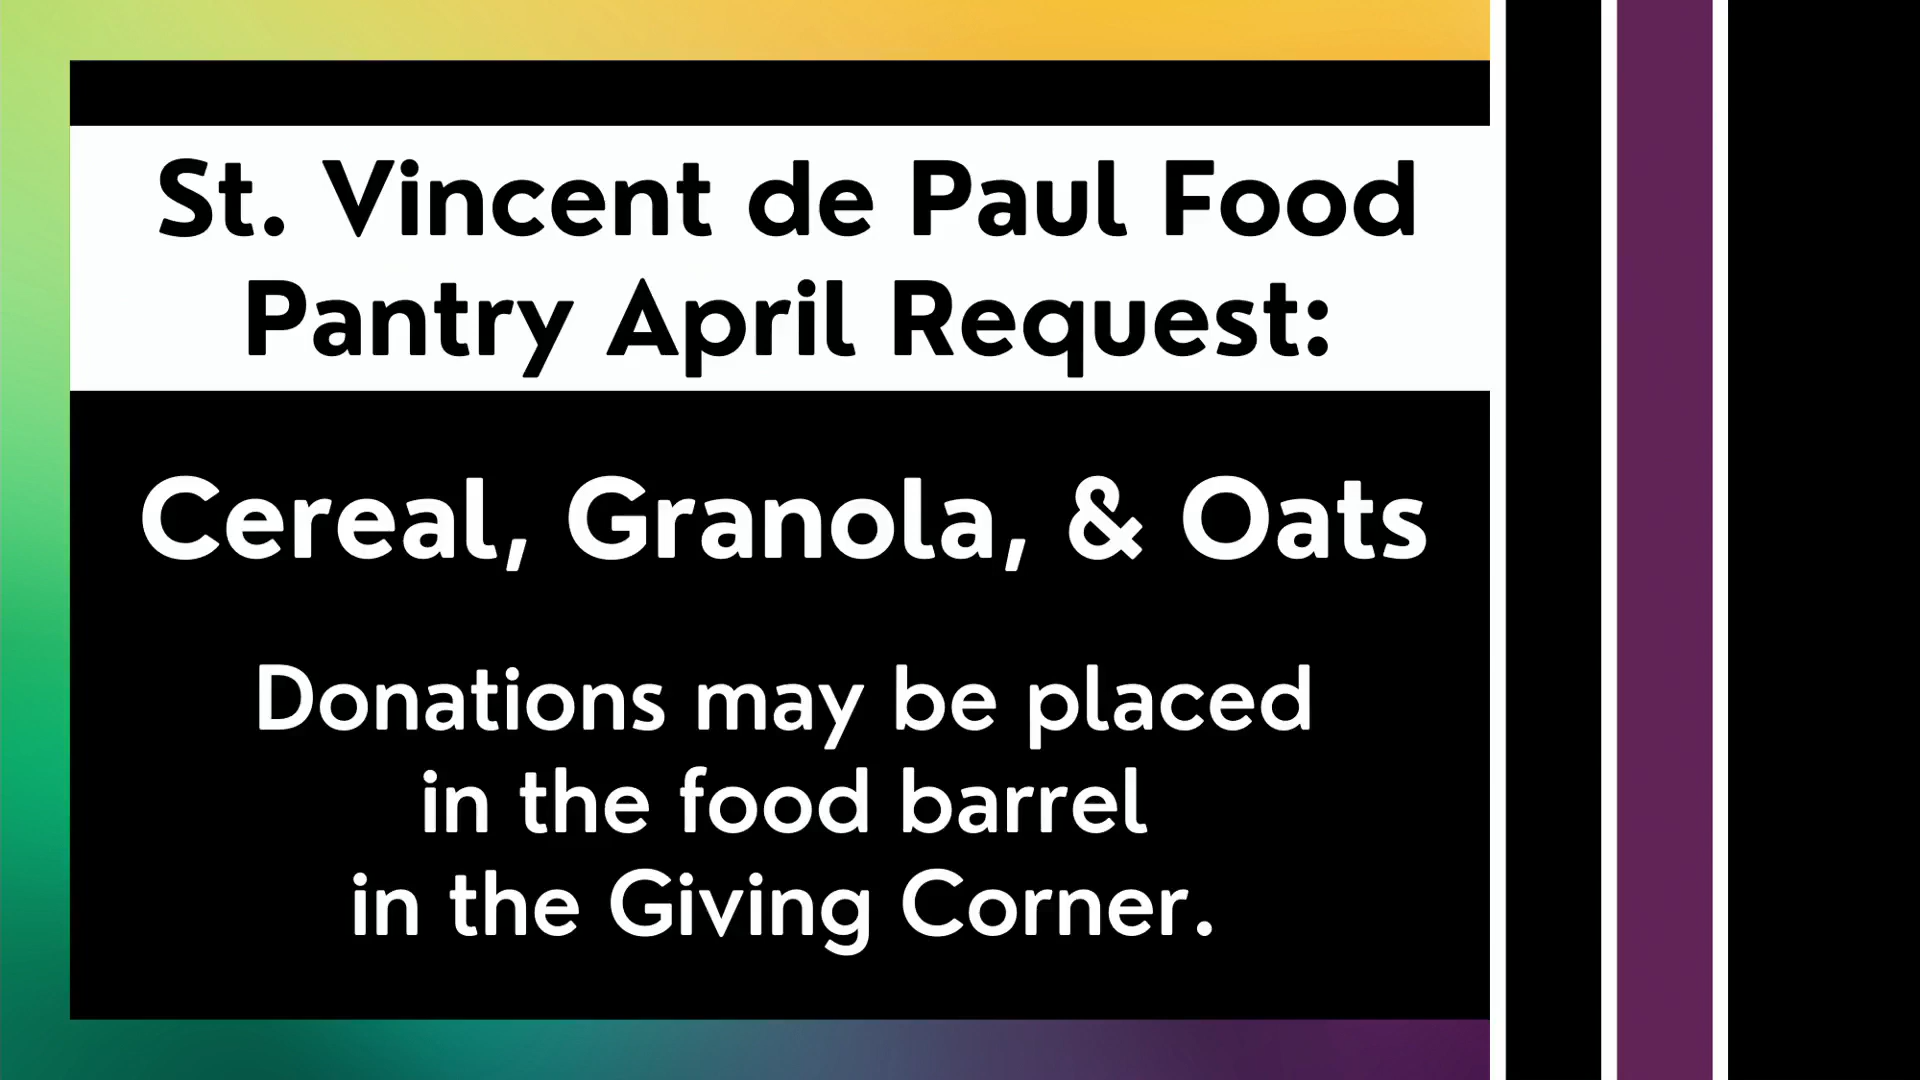 St. Vincent de Paul Food
Pantry April Request:
Cereal, Granola, & Oats
Donations may be placed
in the food barrel
in the Giving Corner.